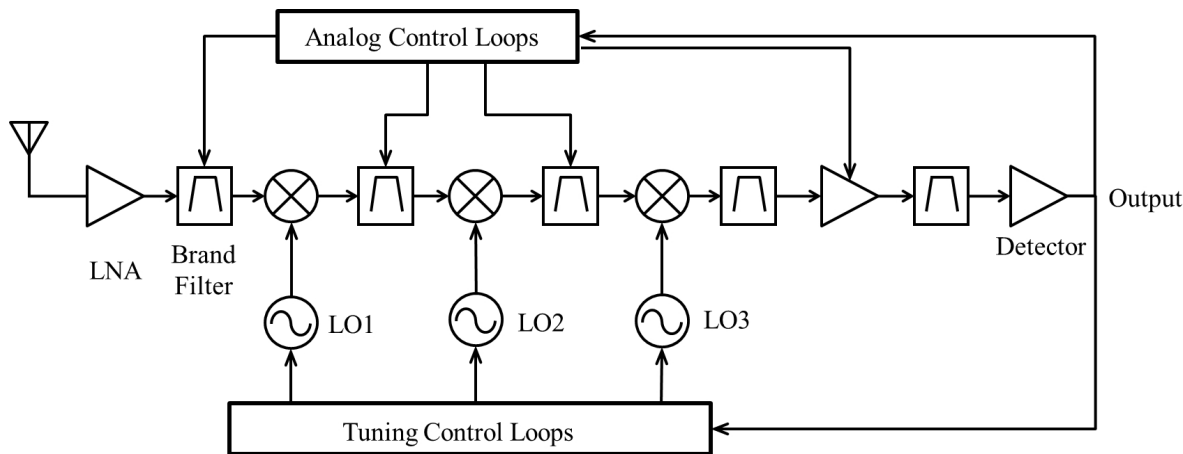 Analog Control Loops
Output
LNA
Brand
Filter
Detector
LO1
LO2
LO3
Tuning Control Loops